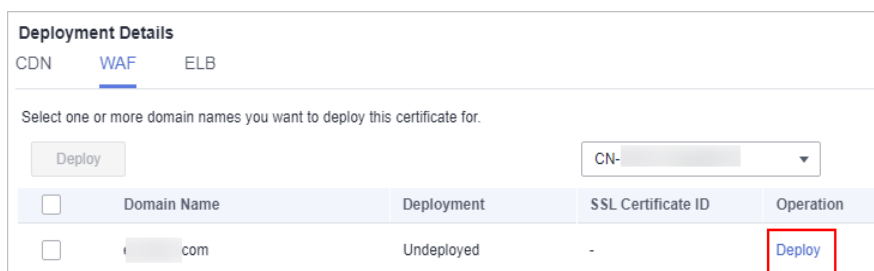 Deployment Details
CDN WAF ELB
Select one or more domain names you want to deploy this certificate for.
Deploy CN-
Domain Name Deployment SSL Certificate ID Operation
com Undeployed - Deploy